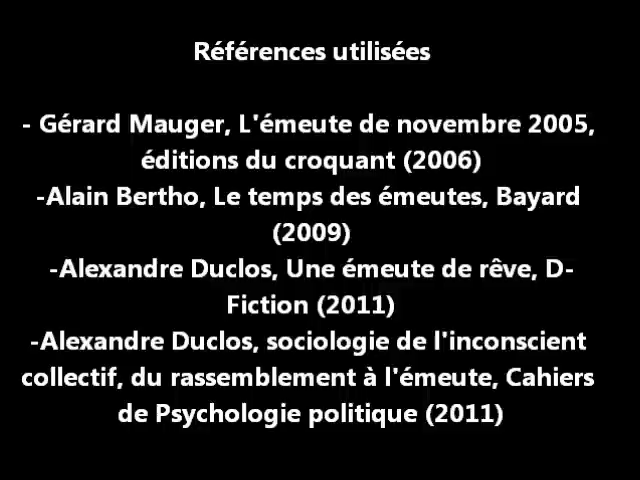 Références utilisées
- Gérard Mauger, L'émeute de novembre 2005,
éditions du croquant (2006)
-Alain Bertho, Le temps des émeutes, Bayard
(2009)
-Alexandre Duclos, Une émeute de rêve, D-
Fiction (2011)
-Alexandre Duclos, sociologie de l'inconscient
collectif, du rassemblement à l'émeute, Cahiers
de Psychologie politique (2011)